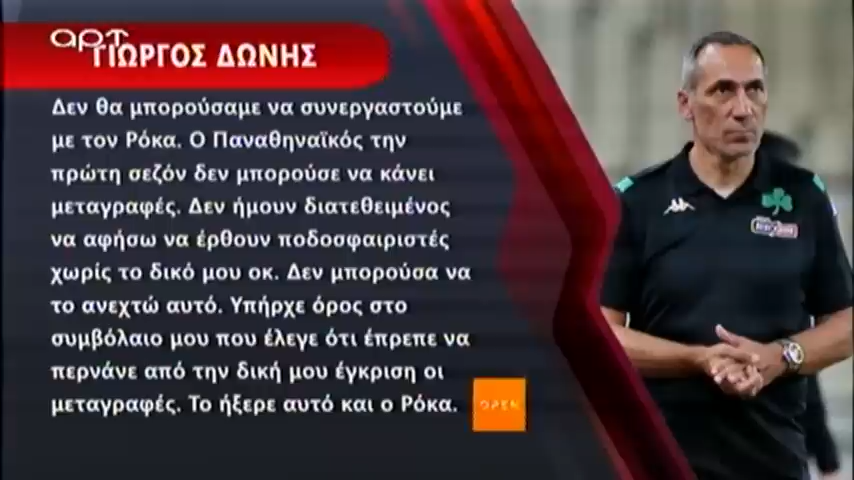 αρτ
ΓΙΩΡΓΟΣ ΔΩΝΗΣ
Δεν θα μπορούσαμε να συνεργαστούμε
με τον Ρόκα. Ο Παναθηναϊκός την
πρώτη σεζόν δεν μπορούσε να κάνει
μεταγραφές. Δεν ήμουν διατεθειμένος
να αφήσω να έρθουν ποδοσφαιριστές
χωρίς το δικό μου οκ. Δεν μπορούσα να
το ανεχτώ αυτό. Υπήρχε όρος στο
συμβόλαιο μου που έλεγε ότι έπρεπε να
περνάνε από την δική μου έγκριση οι
μεταγραφές. Το ήξερε αυτό και ο Ρόκα.
OPEN
Kappa